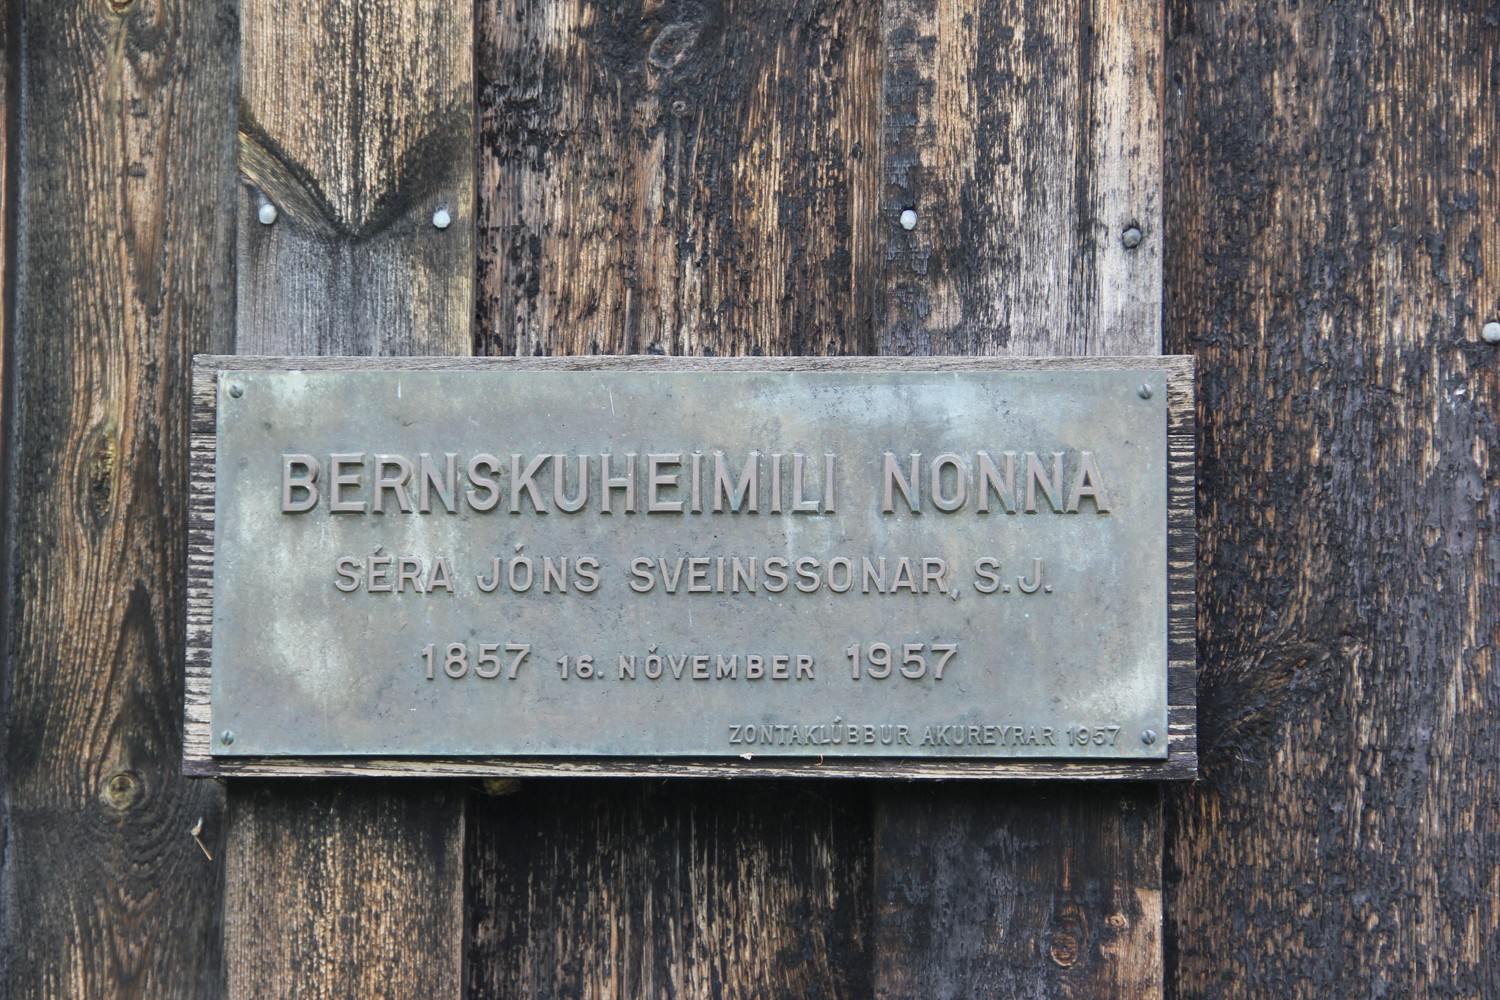 BERNSKUHEIMILI NONNA
SÉRA JÓNS SVEINSSONAR, S.J.
1857 16. NÓVEMBER 1957
ZONTAKLÚBBUR AKUREYRAR 1957